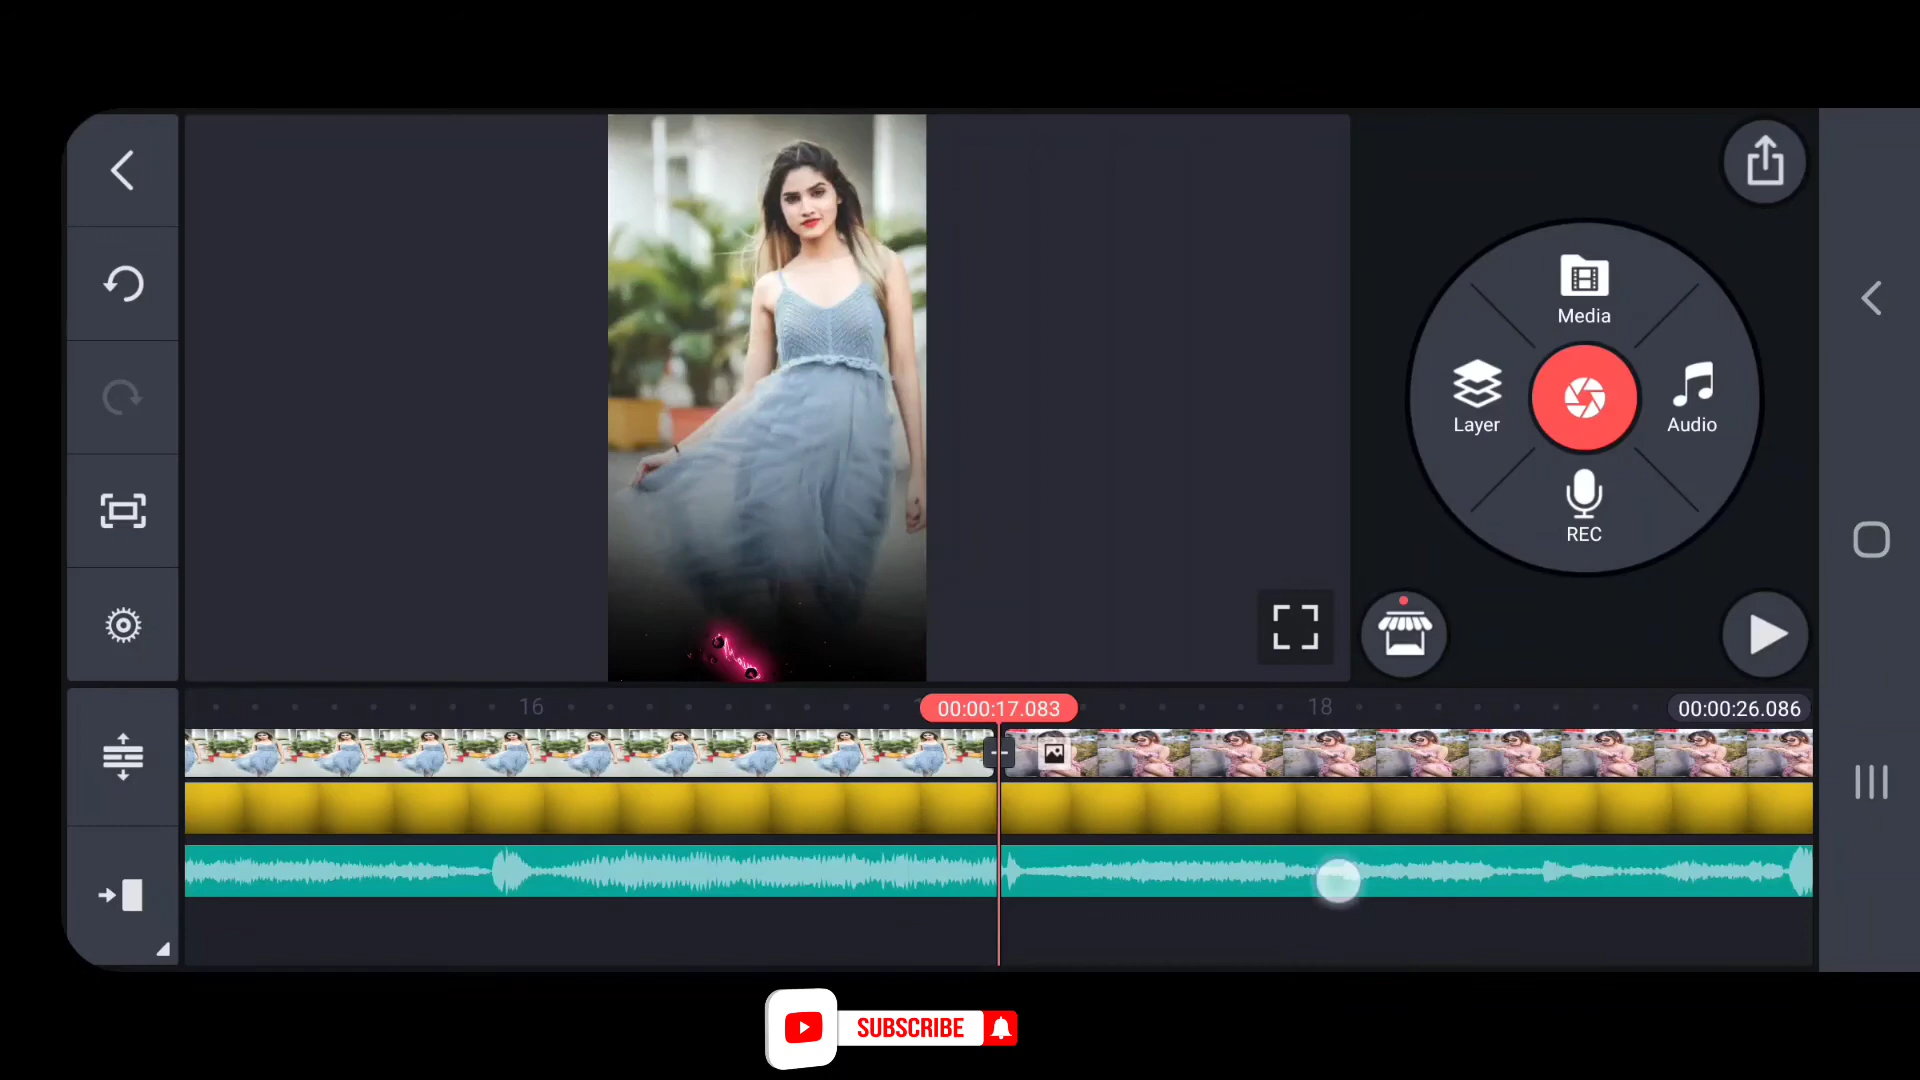 Media
Layer
Audio
REC
16
00:00:17.083
18
00:00:26.086
SUBSCRIBE